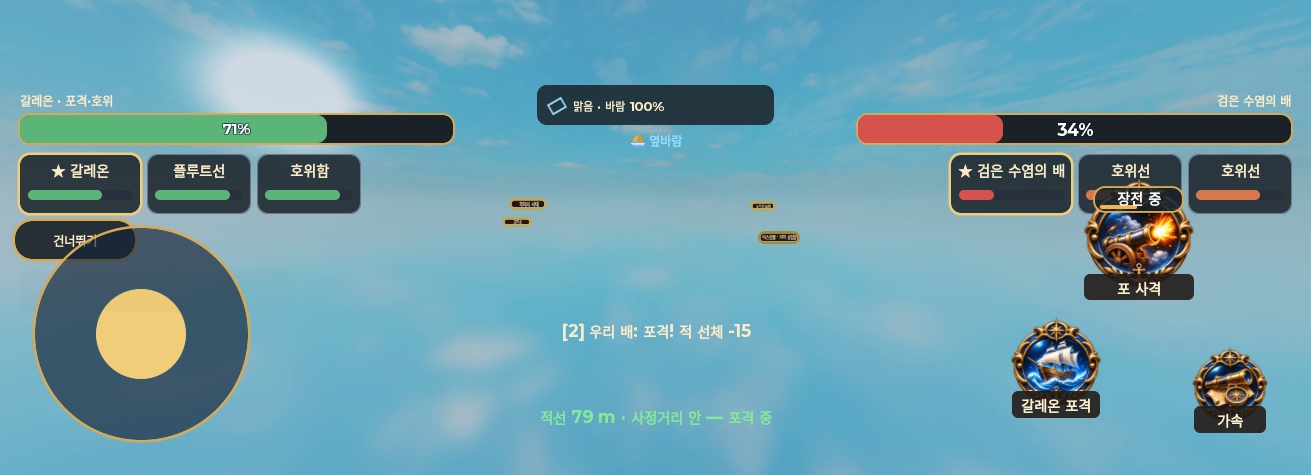 갈레온 · 포격·호위
71%
★ 갈레온
플루트선
호위함
건너뛰기
맑음 · 바람 100%
옆바람
검은 수염의 배
34%
★ 검은 수염의 배
호위선
호위선
장전 중
포 사격
[2] 우리 배: 포격! 적 선체 -15
적선 79 m · 사정거리 안 — 포격 중
갈레온 포격
가속